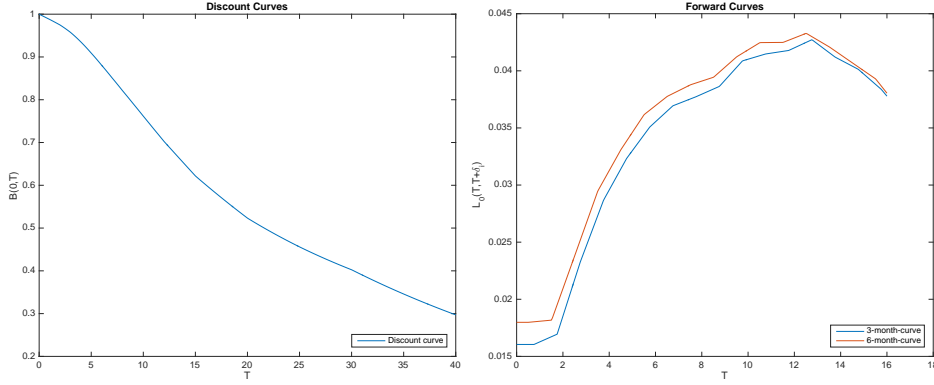 Discount Curves
1
0.9
0.8
0.7
0.6
0.5
0.4
0.3
0.2
B(0,T)
0 5 10 15 20 25 30 35 40
T
Discount curve
Forward Curves
0.045
0.04
0.035
0.03
0.025
0.02
0.015
L₀(T,T+δᵢ)
0 2 4 6 8 10 12 14 16 18
T
3-month-curve
6-month-curve